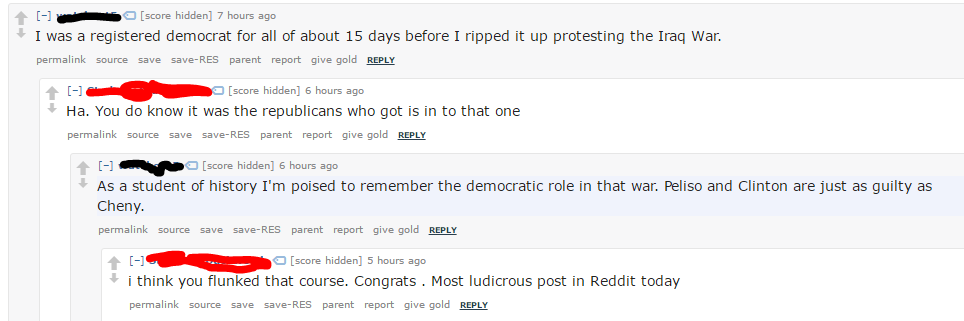 [–] [score hidden] 7 hours ago
I was a registered democrat for all of about 15 days before I ripped it up protesting the Iraq War.
permalink source save save-RES parent report give gold REPLY
[–] [score hidden] 6 hours ago
Ha. You do know it was the republicans who got is in to that one
permalink source save save-RES parent report give gold REPLY
[–] [score hidden] 6 hours ago
As a student of history I'm poised to remember the democratic role in that war. Peliso and Clinton are just as guilty as
Cheny.
permalink source save save-RES parent report give gold REPLY
[–] [score hidden] 5 hours ago
i think you flunked that course. Congrats . Most ludicrous post in Reddit today
permalink source save save-RES parent report give gold REPLY